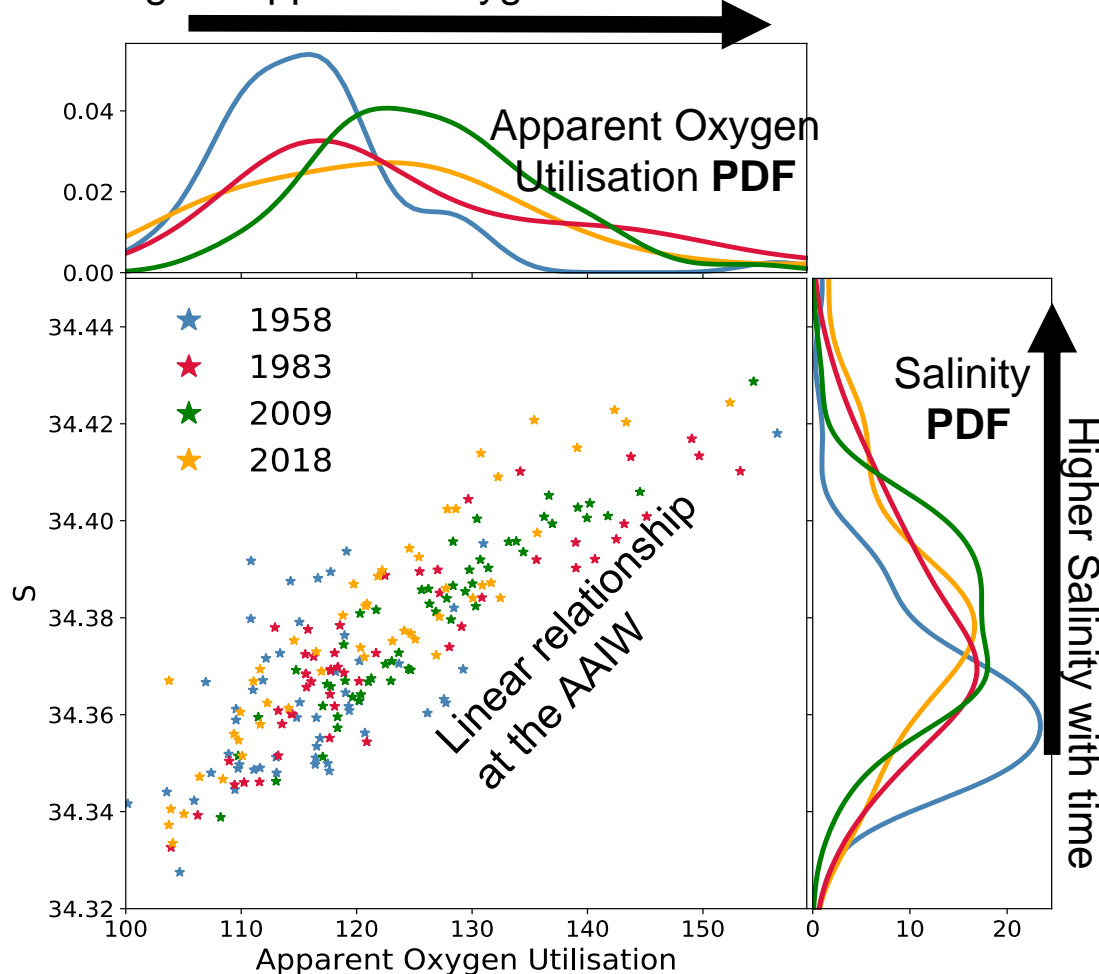 Apparent Oxygen
Utilisation PDF
0.04
0.02
0.00
1958
1983
2009
2018
34.44
34.42
34.40
34.38
34.36
34.34
34.32
S
Linear relationship
at the AAIW
100
110
120
130
140
150
Apparent Oxygen Utilisation
Salinity
PDF
0
10
20
Higher Salinity with time